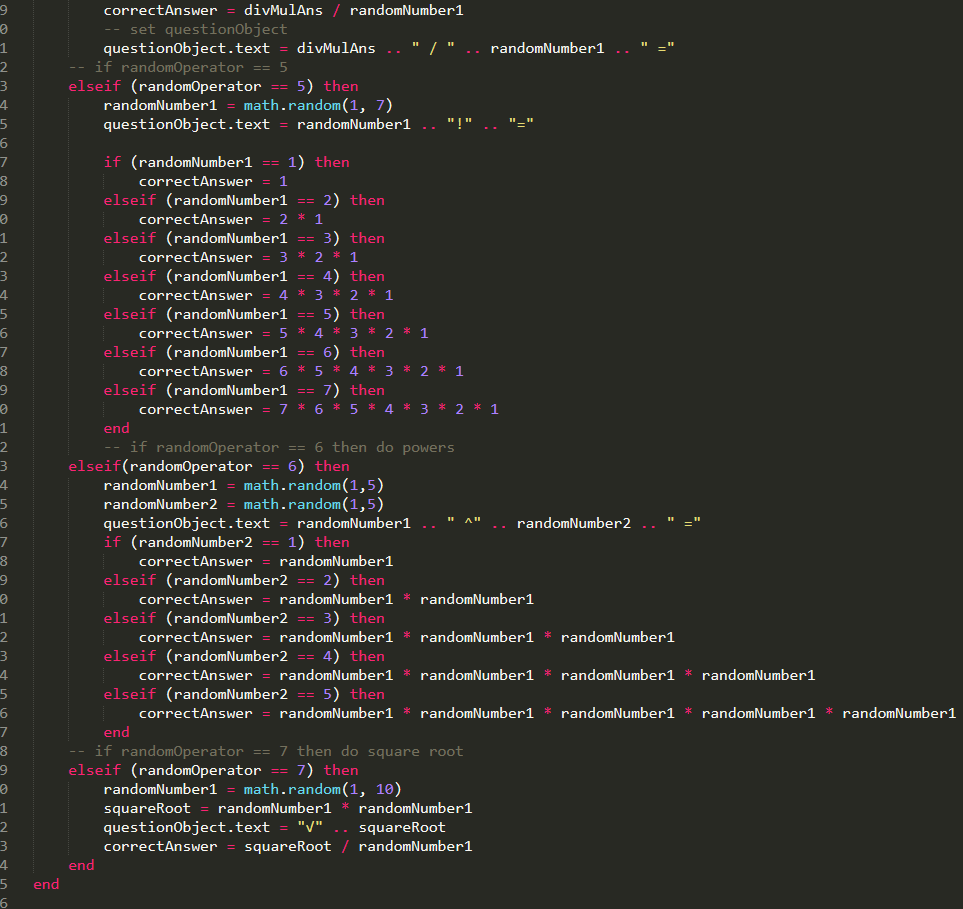 9 correctAnswer = divMulAns / randomNumber1
0 -- set questionObject
1 questionObject.text = divMulAns .. " / " .. randomNumber1 .. " ="
2 -- if randomOperator == 5
3 elseif (randomOperator == 5) then
4 randomNumber1 = math.random(1, 7)
5 questionObject.text = randomNumber1 .. "!" .. "="
6
7 if (randomNumber1 == 1) then
8 correctAnswer = 1
9 elseif (randomNumber1 == 2) then
0 correctAnswer = 2 * 1
1 elseif (randomNumber1 == 3) then
2 correctAnswer = 3 * 2 * 1
3 elseif (randomNumber1 == 4) then
4 correctAnswer = 4 * 3 * 2 * 1
5 elseif (randomNumber1 == 5) then
6 correctAnswer = 5 * 4 * 3 * 2 * 1
7 elseif (randomNumber1 == 6) then
8 correctAnswer = 6 * 5 * 4 * 3 * 2 * 1
9 elseif (randomNumber1 == 7) then
0 correctAnswer = 7 * 6 * 5 * 4 * 3 * 2 * 1
1 end
2 -- if randomOperator == 6 then do powers
3 elseif(randomOperator == 6) then
4 randomNumber1 = math.random(1,5)
5 randomNumber2 = math.random(1,5)
6 questionObject.text = randomNumber1 .. " ^" .. randomNumber2 .. " ="
7 if (randomNumber2 == 1) then
8 correctAnswer = randomNumber1
9 elseif (randomNumber2 == 2) then
0 correctAnswer = randomNumber1 * randomNumber1
1 elseif (randomNumber2 == 3) then
2 correctAnswer = randomNumber1 * randomNumber1 * randomNumber1
3 elseif (randomNumber2 == 4) then
4 correctAnswer = randomNumber1 * randomNumber1 * randomNumber1 * randomNumber1
5 elseif (randomNumber2 == 5) then
6 correctAnswer = randomNumber1 * randomNumber1 * randomNumber1 * randomNumber1 * randomNumber1
7 end
8 -- if randomOperator == 7 then do square root
9 elseif (randomOperator == 7) then
0 randomNumber1 = math.random(1, 10)
1 squareRoot = randomNumber1 * randomNumber1
2 questionObject.text = "√" .. squareRoot
3 correctAnswer = squareRoot / randomNumber1
4 end
5 end
6